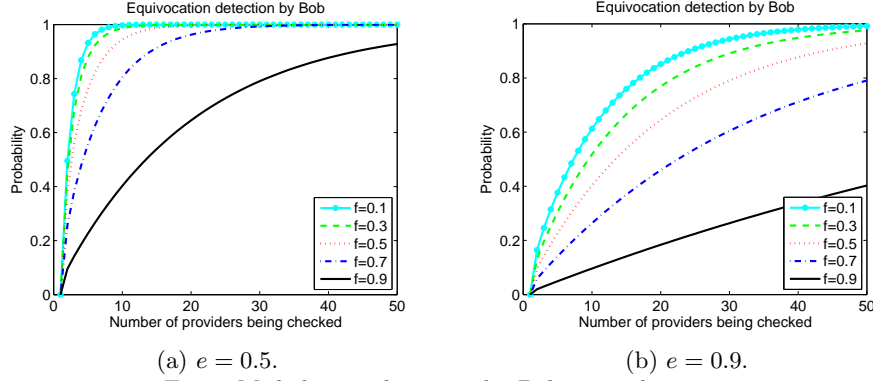 Equivocation detection by Bob
1
0.8
0.6
0.4
0.2
0
Probability
0 10 20 30 40 50
Number of providers being checked
f=0.1
f=0.3
f=0.5
f=0.7
f=0.9
(a) e = 0.5.
Equivocation detection by Bob
1
0.8
0.6
0.4
0.2
0
Probability
0 10 20 30 40 50
Number of providers being checked
f=0.1
f=0.3
f=0.5
f=0.7
f=0.9
(b) e = 0.9.